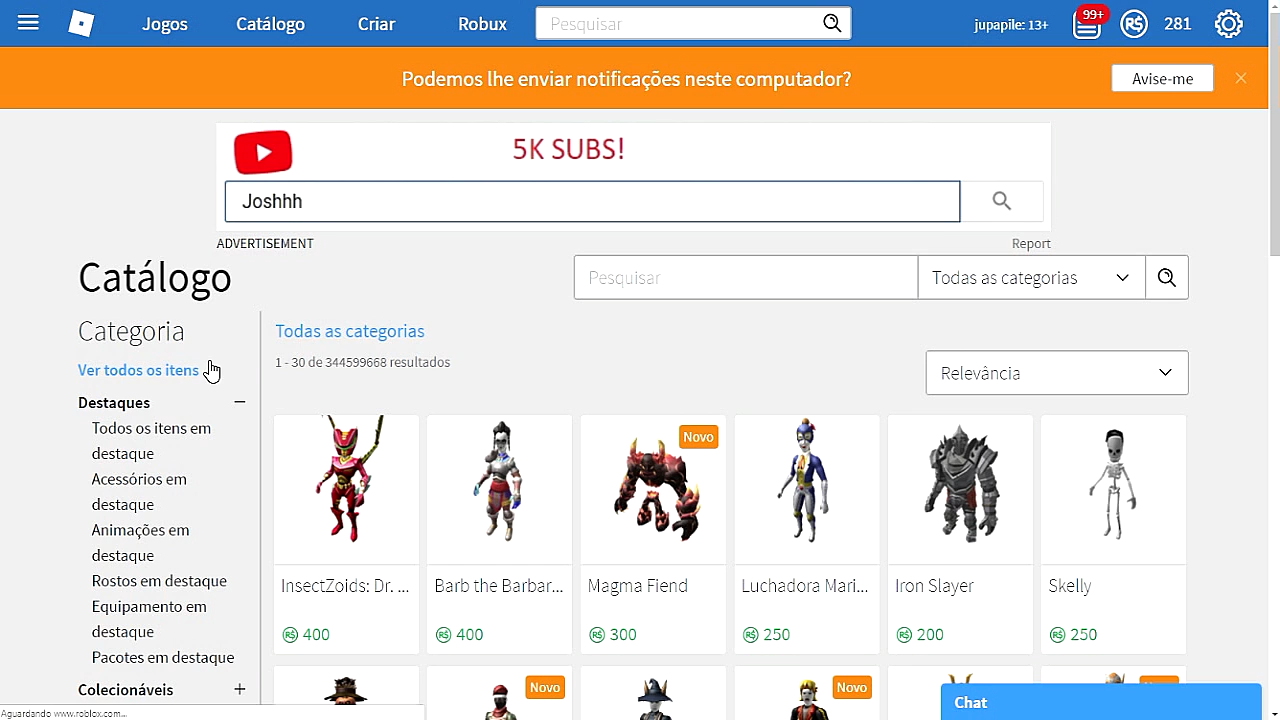 Jogos Catálogo Criar Robux Pesquisar jupapile: 13+ 99+ R$ 281
Podemos lhe enviar notificações neste computador? Avise-me
5K SUBS!
Joshhh
ADVERTISEMENT Report
Catálogo Pesquisar Todas as categorias
Categoria Todas as categorias
Ver todos os itens 1 - 30 de 344599668 resultados
Relevância
Destaques
Todos os itens em
destaque
Acessórios em
destaque
Animações em
destaque
Rostos em destaque
Equipamento em
destaque
Pacotes em destaque
Colecionáveis
Novo
InsectZoids: Dr. ... Barb the Barbar... Magma Fiend Luchadora Mari... Iron Slayer Skelly
R$ 400 R$ 400 R$ 300 R$ 250 R$ 200 R$ 250
Novo Novo
Chat
Aguardando www.roblox.com...